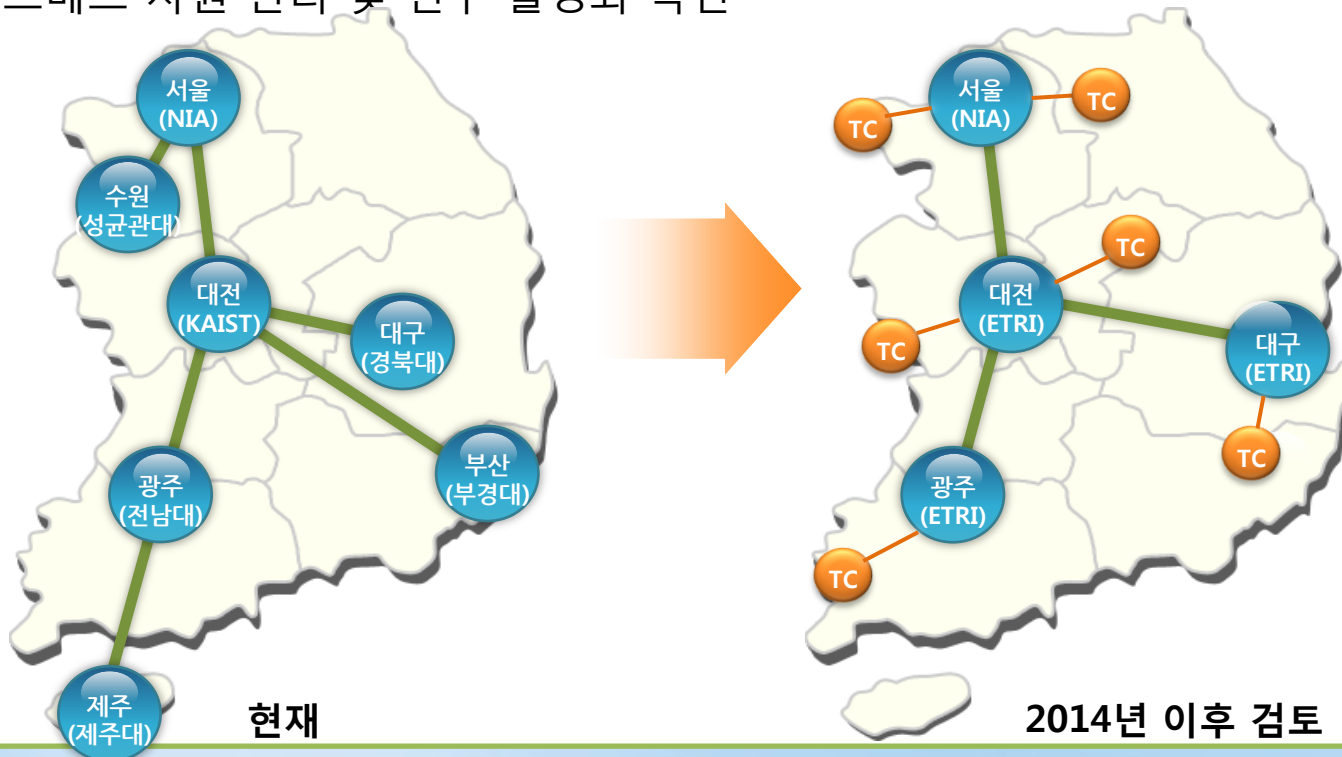 서울
(NIA)
수원
(성균관대)
대전
(KAIST)
대구
(경북대)
부산
(부경대)
광주
(전남대)
제주
(제주대)
현재
서울
(NIA)
TC
TC
TC
대전
(ETRI)
TC
대구
(ETRI)
TC
광주
(ETRI)
TC
2014년 이후 검토